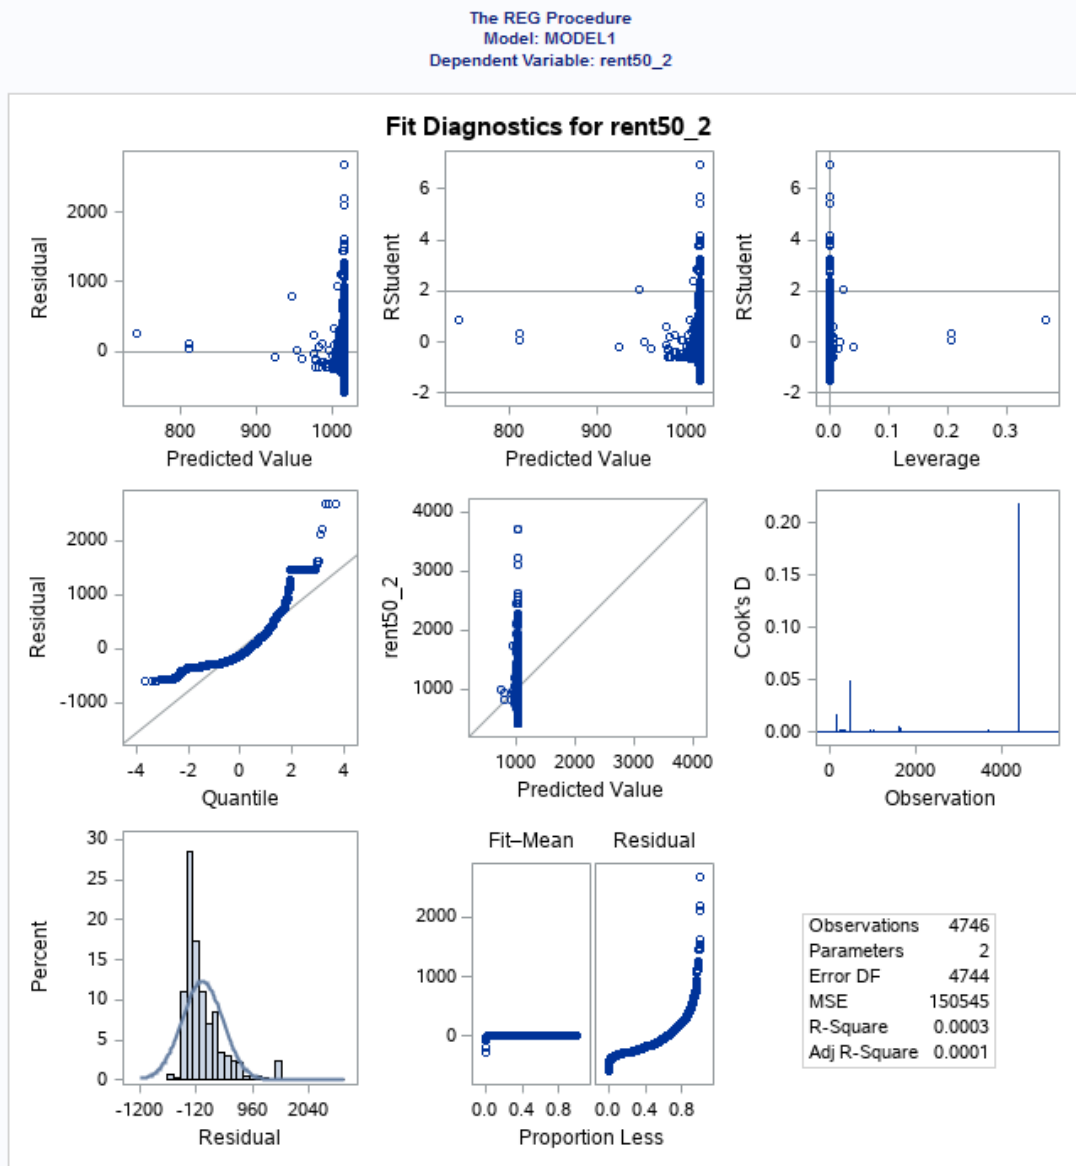 The REG Procedure
Model: MODEL1
Dependent Variable: rent50_2
Fit Diagnostics for rent50_2
Residual
2000
1000
0
800 900 1000
Predicted Value
RStudent
6
4
2
0
-2
800 900 1000
Predicted Value
RStudent
6
4
2
0
-2
0.0 0.1 0.2 0.3
Leverage
Residual
2000
1000
0
-1000
-4 -2 0 2 4
Quantile
rent50_2
4000
3000
2000
1000
1000 2000 3000 4000
Predicted Value
Cook's D
0.20
0.15
0.10
0.05
0.00
0 2000 4000
Observation
Percent
30
25
20
15
10
5
0
-1200 -120 960 2040
Residual
Fit–Mean Residual
2000
1000
0
0.0 0.4 0.8 0.0 0.4 0.8
Proportion Less
Observations 4746
Parameters 2
Error DF 4744
MSE 150545
R-Square 0.0003
Adj R-Square 0.0001